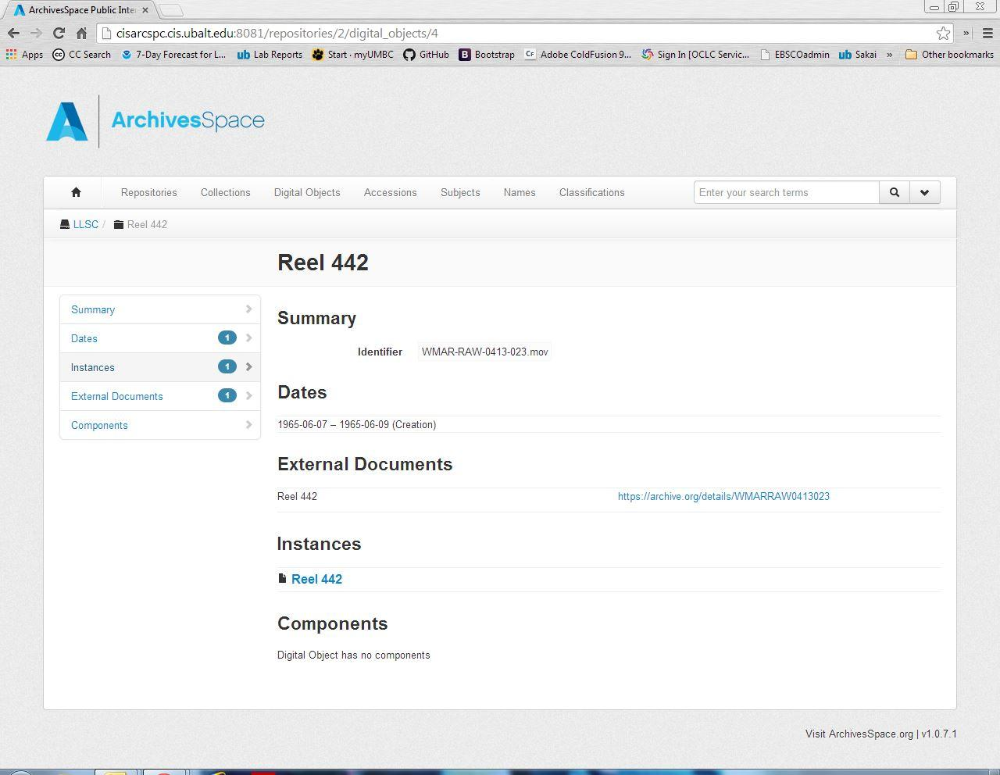 ArchivesSpace Public Inte
cisarcspc.cis.ubalt.edu:8081/repositories/2/digital_objects/4
Apps CC Search 7-Day Forecast for L... ub Lab Reports Start · myUMBC GitHub B Bootstrap Cf Adobe ColdFusion 9... Sign In [OCLC Servic... EBSCOadmin ub Sakai » Other bookmarks
ArchivesSpace
Repositories Collections Digital Objects Accessions Subjects Names Classifications Enter your search terms
LLSC / Reel 442
Reel 442
Summary
Dates 1
Instances 1
External Documents 1
Components
Summary
Identifier WMAR-RAW-0413-023.mov
Dates
1965-06-07 – 1965-06-09 (Creation)
External Documents
Reel 442 https://archive.org/details/WMARRAW0413023
Instances
Reel 442
Components
Digital Object has no components
Visit ArchivesSpace.org | v1.0.7.1